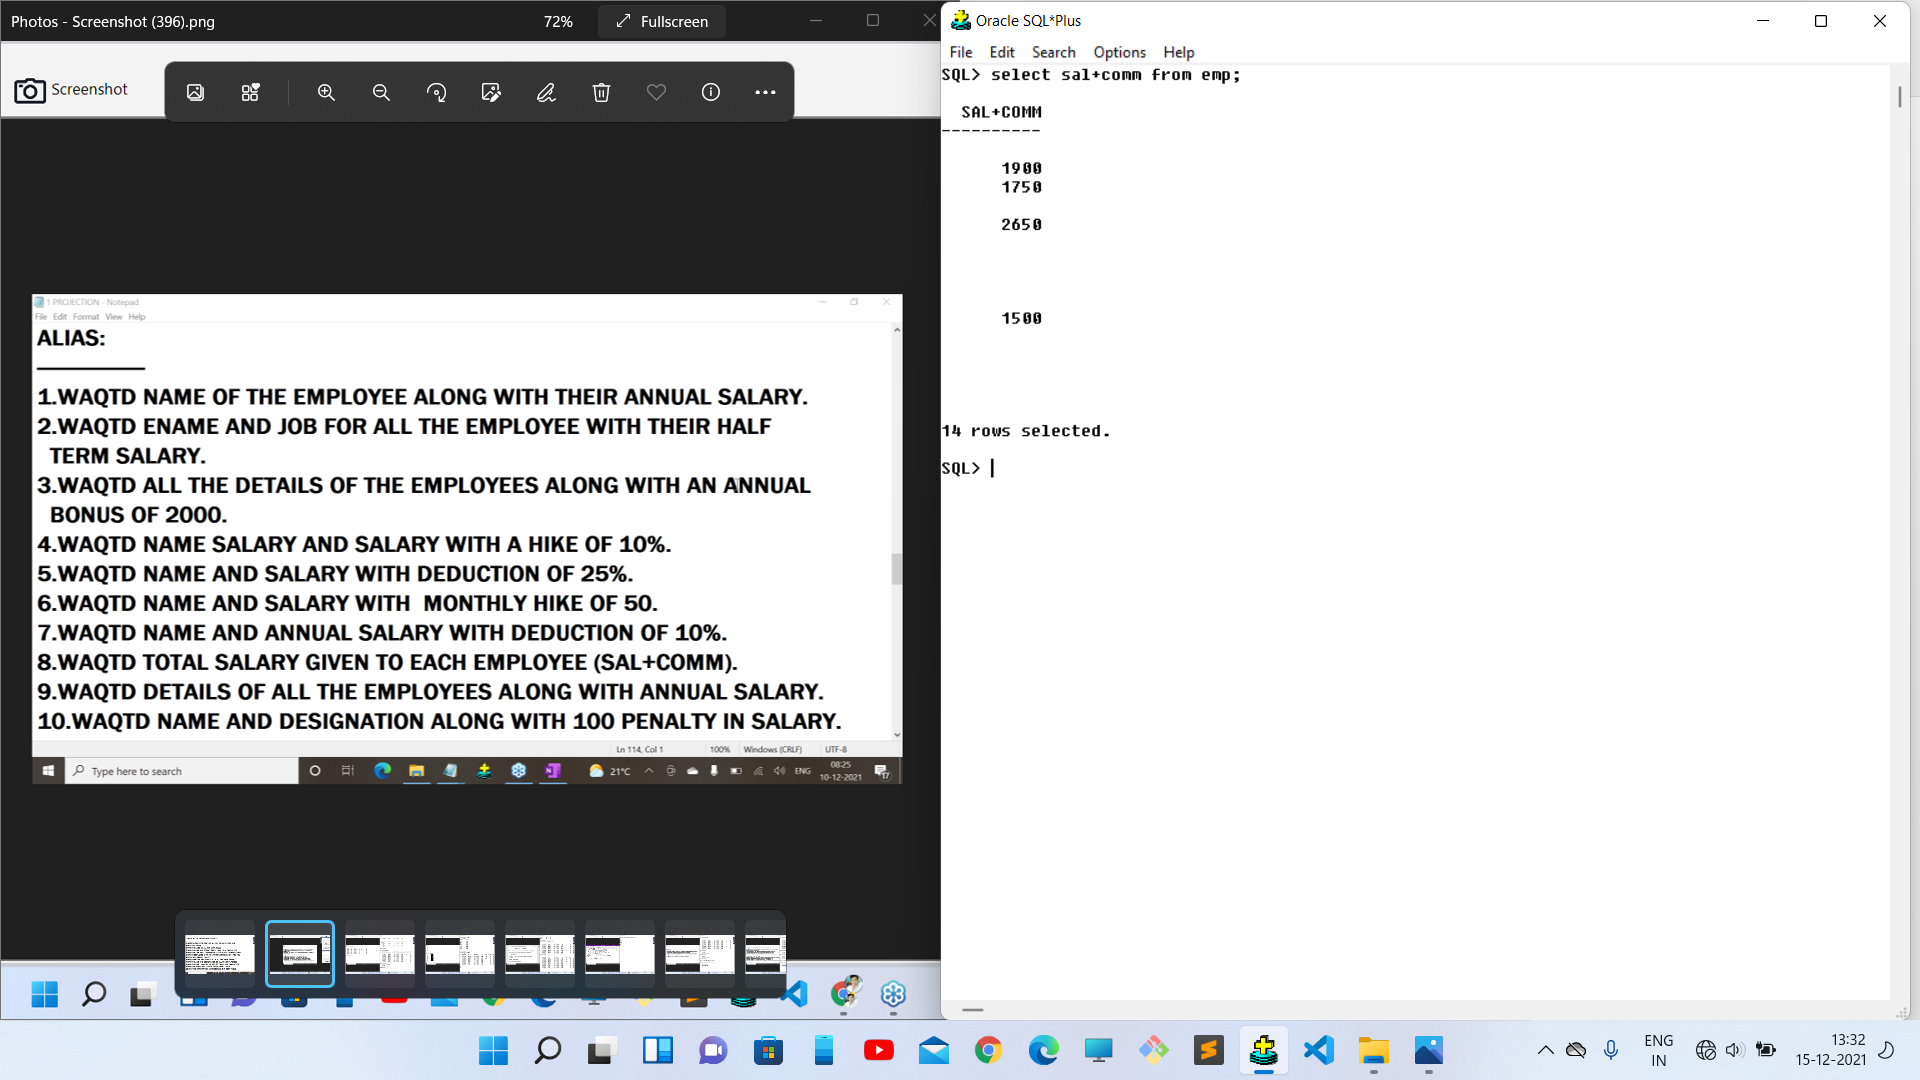 Photos - Screenshot (396).png
72%
Fullscreen
Screenshot
1 PROJECTION - Notepad
File Edit Format View Help
ALIAS:
1.WAQTD NAME OF THE EMPLOYEE ALONG WITH THEIR ANNUAL SALARY.
2.WAQTD ENAME AND JOB FOR ALL THE EMPLOYEE WITH THEIR HALF
TERM SALARY.
3.WAQTD ALL THE DETAILS OF THE EMPLOYEES ALONG WITH AN ANNUAL
BONUS OF 2000.
4.WAQTD NAME SALARY AND SALARY WITH A HIKE OF 10%.
5.WAQTD NAME AND SALARY WITH DEDUCTION OF 25%.
6.WAQTD NAME AND SALARY WITH  MONTHLY HIKE OF 50.
7.WAQTD NAME AND ANNUAL SALARY WITH DEDUCTION OF 10%.
8.WAQTD TOTAL SALARY GIVEN TO EACH EMPLOYEE (SAL+COMM).
9.WAQTD DETAILS OF ALL THE EMPLOYEES ALONG WITH ANNUAL SALARY.
10.WAQTD NAME AND DESIGNATION ALONG WITH 100 PENALTY IN SALARY.
Ln 114, Col 1 100% Windows (CRLF) UTF-8
Type here to search
21°C
ENG
08:25
10-12-2021
17
Oracle SQL*Plus
File Edit Search Options Help
SQL> select sal+comm from emp;
SAL+COMM
----------
1900
1750
2650
1500
14 rows selected.
SQL>
ENG
IN
13:32
15-12-2021